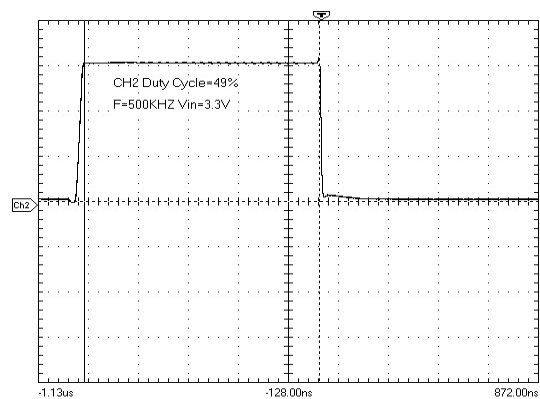 T
CH2 Duty Cycle=49%
F=500KHZ Vin=3.3V
Ch2
-1.13us
-128.00ns
872.00ns